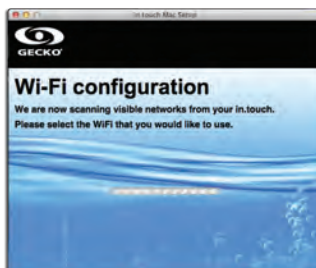 in.touch Mac Setup
GECKO
Wi-Fi configuration
We are now scanning visible networks from your in.touch.
Please select the WiFi that you would like to use.